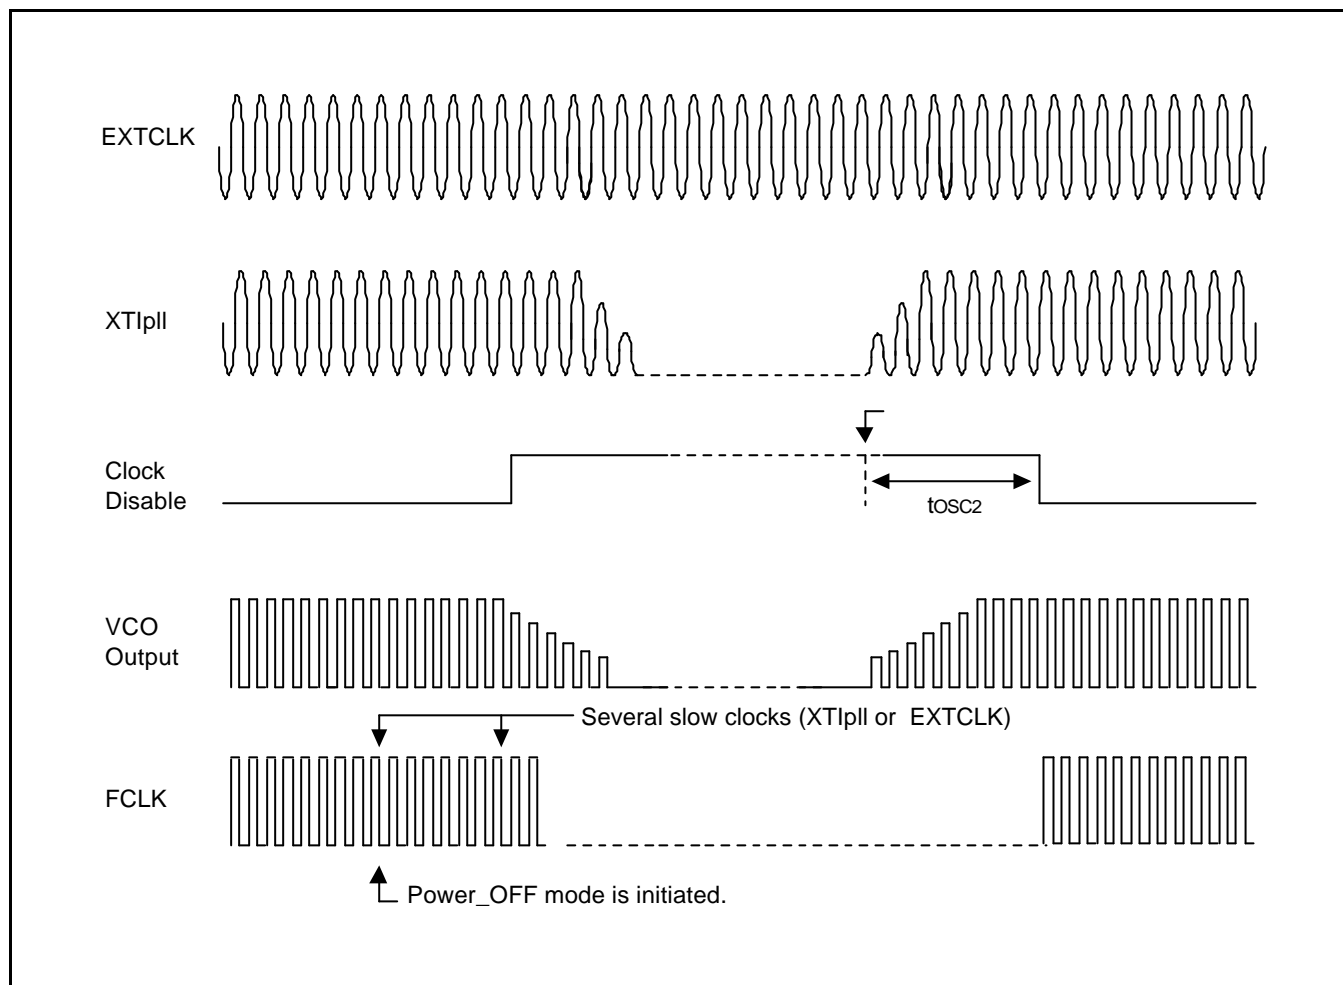 EXTCLK
XTIpll
Clock
Disable
tOSC2
VCO
Output
Several slow clocks (XTIpll or EXTCLK)
FCLK
Power_OFF mode is initiated.